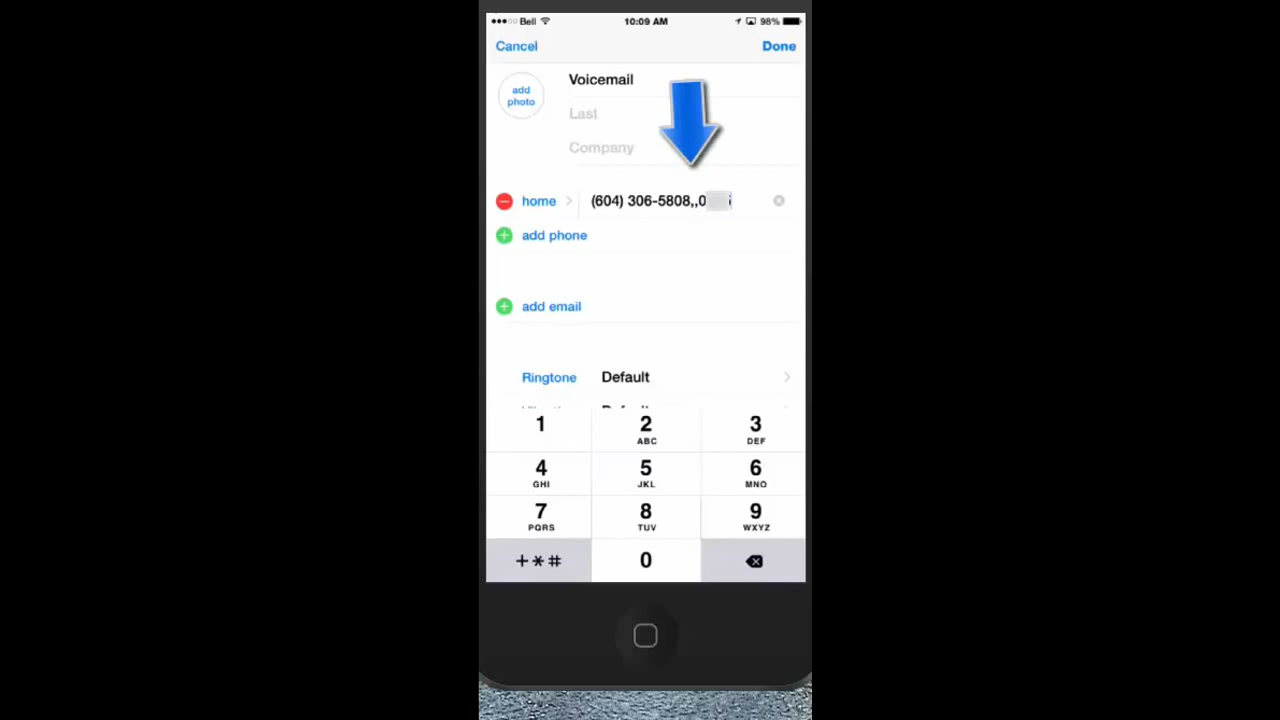 Bell 10:09 AM 98%
Cancel Done
add photo
Voicemail
Last
Company
home (604) 306-5808,,0
add phone
add email
Ringtone Default
1 2 3
ABC DEF
4 5 6
GHI JKL MNO
7 8 9
PQRS TUV WXYZ
+*# 0